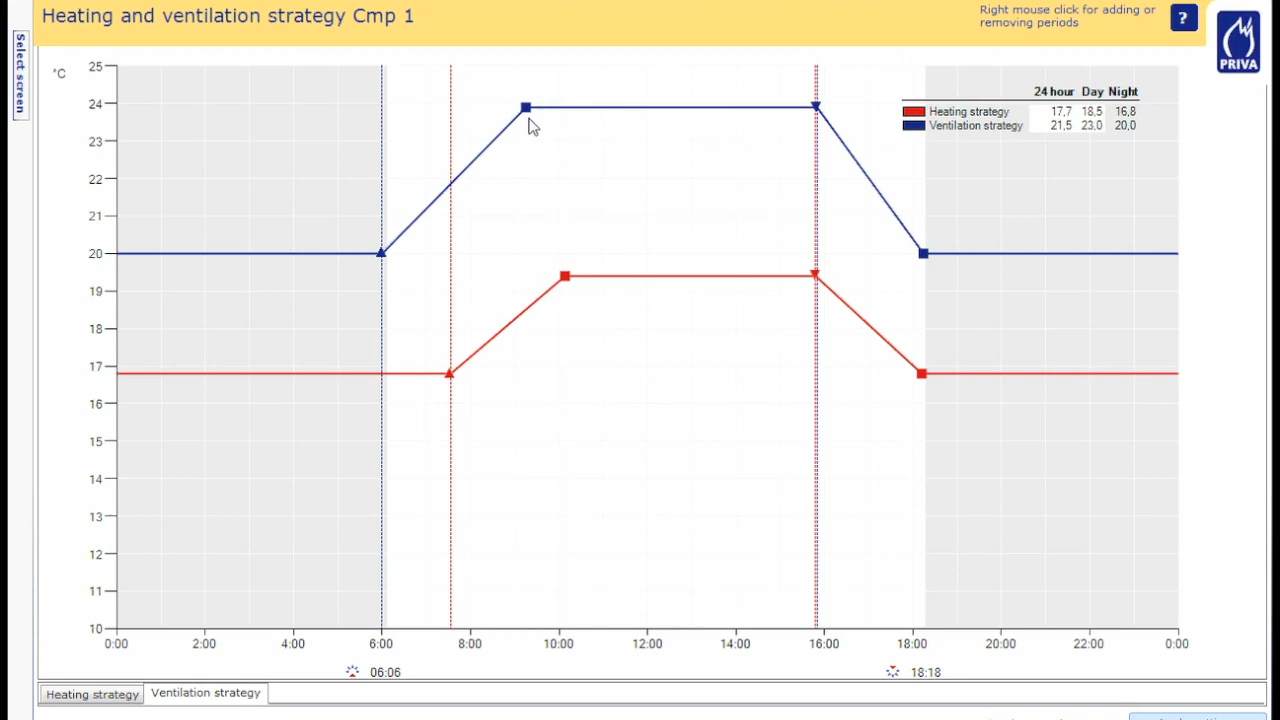 Heating and ventilation strategy Cmp 1
Right mouse click for adding or
removing periods
?
PRIVA
Select screen
°C
25
24
23
22
21
20
19
18
17
16
15
14
13
12
11
10
24 hour Day Night
Heating strategy 17,7 18,5 16,8
Ventilation strategy 21,5 23,0 20,0
0:00 2:00 4:00 6:00 8:00 10:00 12:00 14:00 16:00 18:00 20:00 22:00 0:00
06:06 18:18
Heating strategy Ventilation strategy